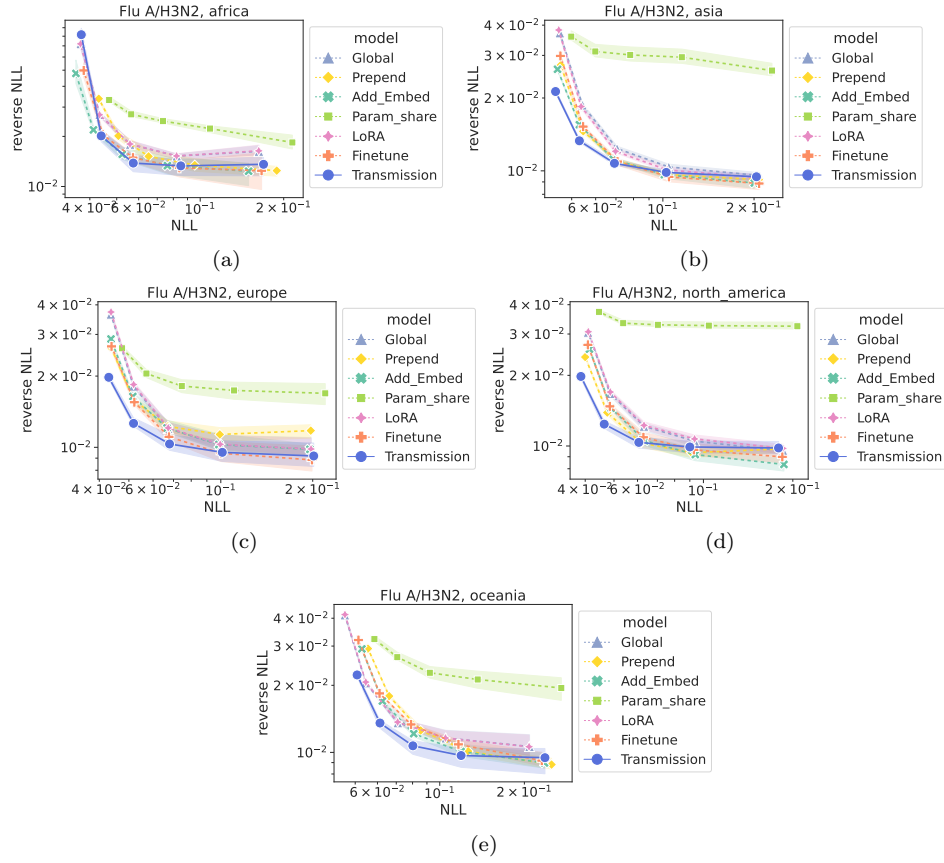 Flu A/H3N2, africa
reverse NLL
10⁻²
4 × 10⁻² 6 × 10⁻² 10⁻¹ 2 × 10⁻¹
NLL
model
Global
Prepend
Add_Embed
Param_share
LoRA
Finetune
Transmission
(a)
Flu A/H3N2, asia
reverse NLL
4 × 10⁻²
3 × 10⁻²
2 × 10⁻²
10⁻²
6 × 10⁻² 10⁻¹ 2 × 10⁻¹
NLL
model
Global
Prepend
Add_Embed
Param_share
LoRA
Finetune
Transmission
(b)
Flu A/H3N2, europe
reverse NLL
4 × 10⁻²
3 × 10⁻²
2 × 10⁻²
10⁻²
4 × 10⁻² 6 × 10⁻² 10⁻¹ 2 × 10⁻¹
NLL
model
Global
Prepend
Add_Embed
Param_share
LoRA
Finetune
Transmission
(c)
Flu A/H3N2, north_america
reverse NLL
4 × 10⁻²
3 × 10⁻²
2 × 10⁻²
10⁻²
4 × 10⁻² 6 × 10⁻² 10⁻¹ 2 × 10⁻¹
NLL
model
Global
Prepend
Add_Embed
Param_share
LoRA
Finetune
Transmission
(d)
Flu A/H3N2, oceania
reverse NLL
4 × 10⁻²
3 × 10⁻²
2 × 10⁻²
10⁻²
6 × 10⁻² 10⁻¹ 2 × 10⁻¹
NLL
model
Global
Prepend
Add_Embed
Param_share
LoRA
Finetune
Transmission
(e)